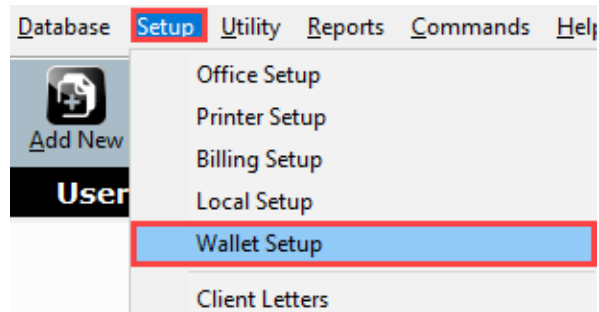 Database Setup Utility Reports Commands Help
Office Setup
Printer Setup
Add New
Billing Setup
User
Local Setup
Wallet Setup
Client Letters